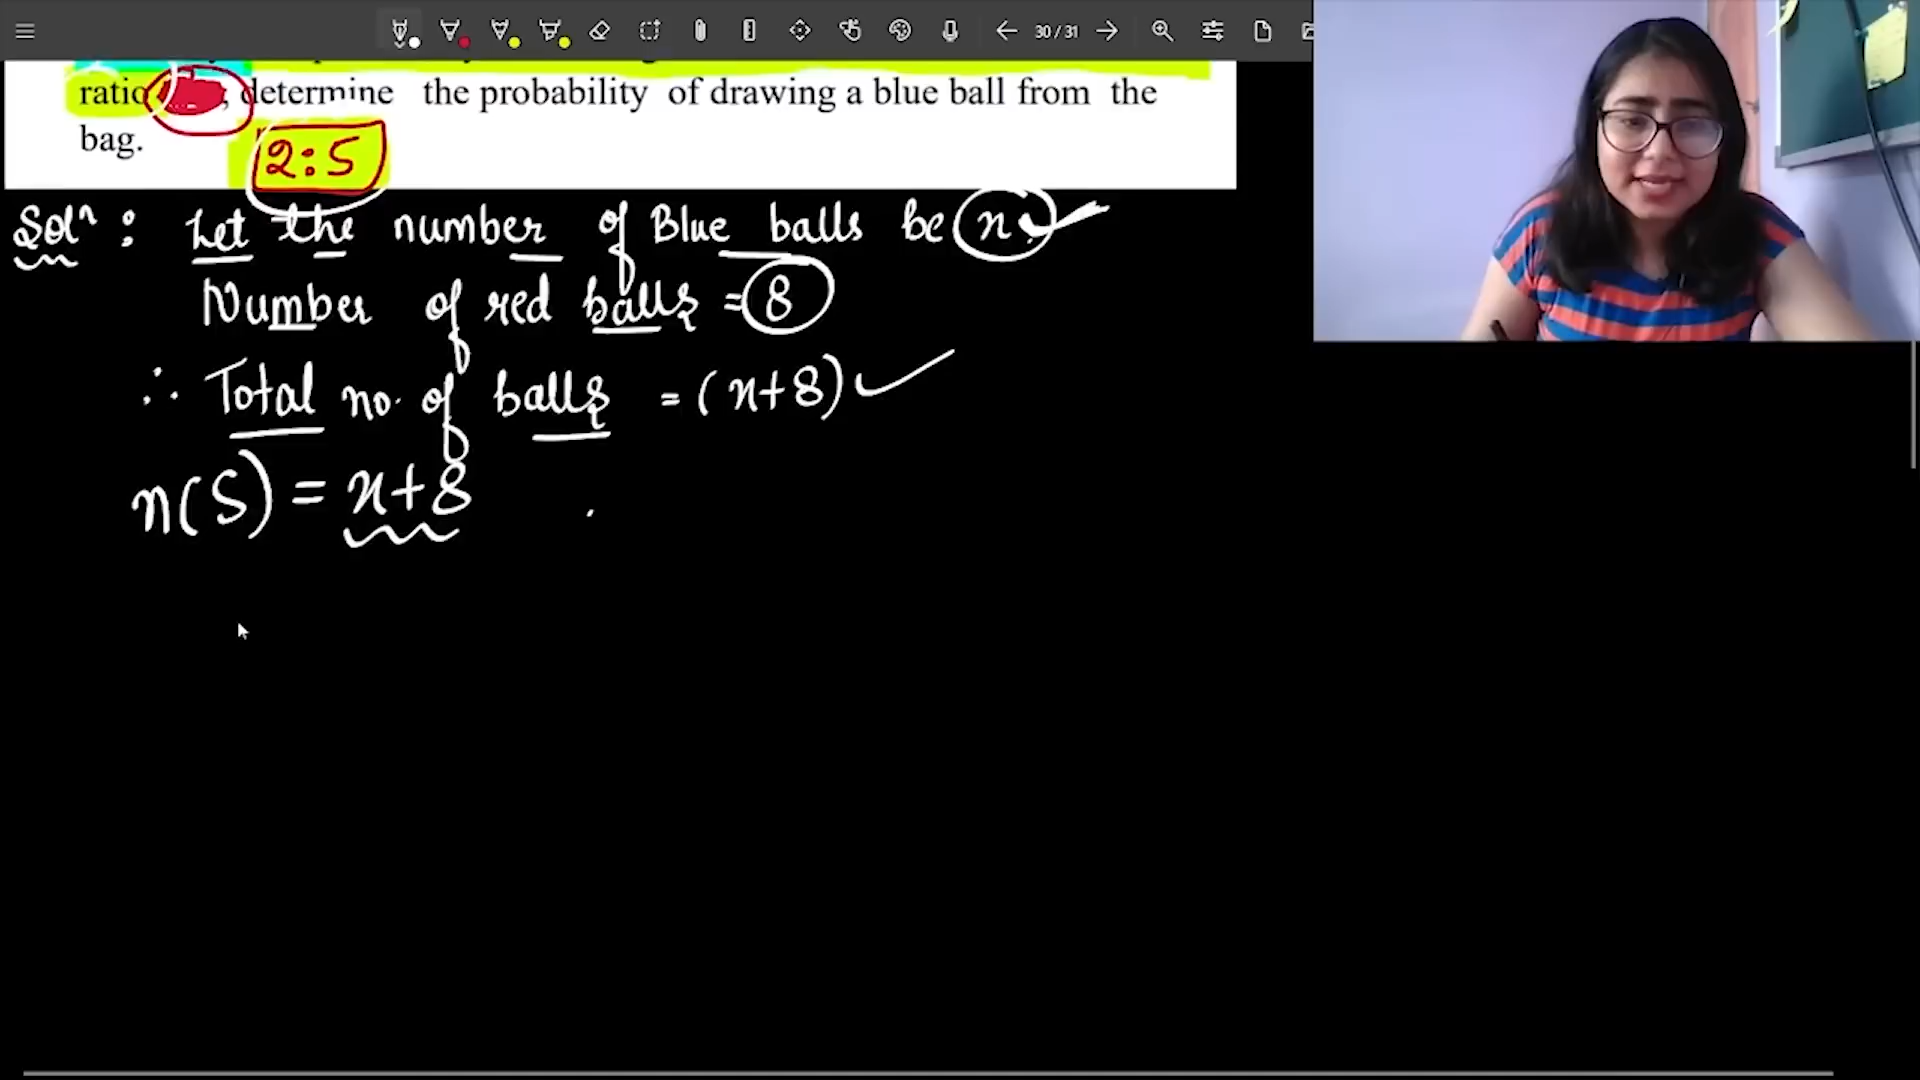 30 / 31
ratio , determine the probability of drawing a blue ball from the
bag.
2:5
Solⁿ : Let the number of Blue balls be x.
Number of red balls = 8
∴ Total no. of balls = (x+8)
n(S) = x+8